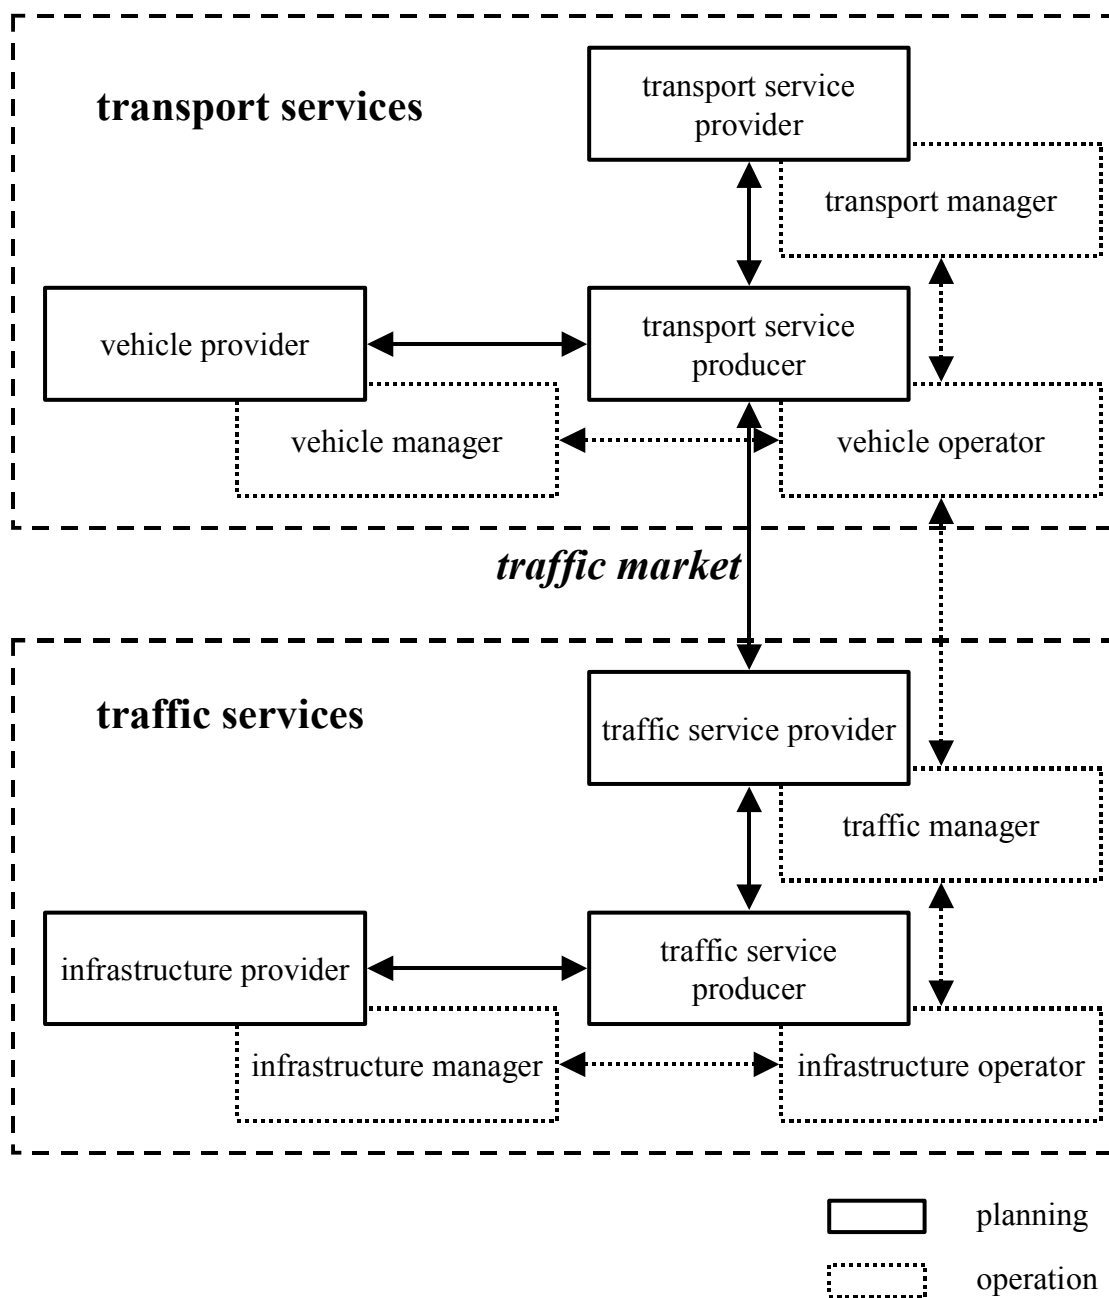 transport services
transport service
provider
transport manager
vehicle provider
transport service
producer
vehicle manager
vehicle operator
traffic market
traffic services
traffic service provider
traffic manager
infrastructure provider
traffic service
producer
infrastructure manager
infrastructure operator
planning
operation